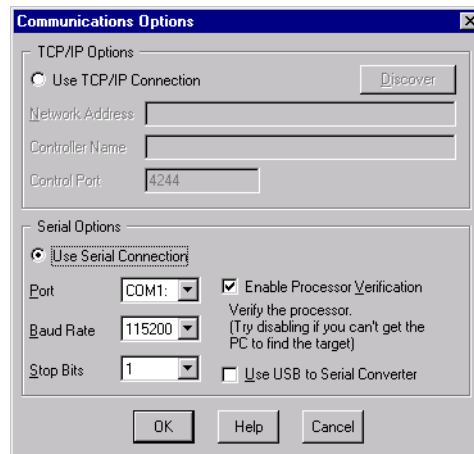 Communications Options
TCP/IP Options
Use TCP/IP Connection
Discover
Network Address
Controller Name
Control Port 4244
Serial Options
Use Serial Connection
Port COM1: Enable Processor Verification
Verify the processor.
Baud Rate 115200 (Try disabling if you can't get the
PC to find the target)
Stop Bits 1 Use USB to Serial Converter
OK Help Cancel